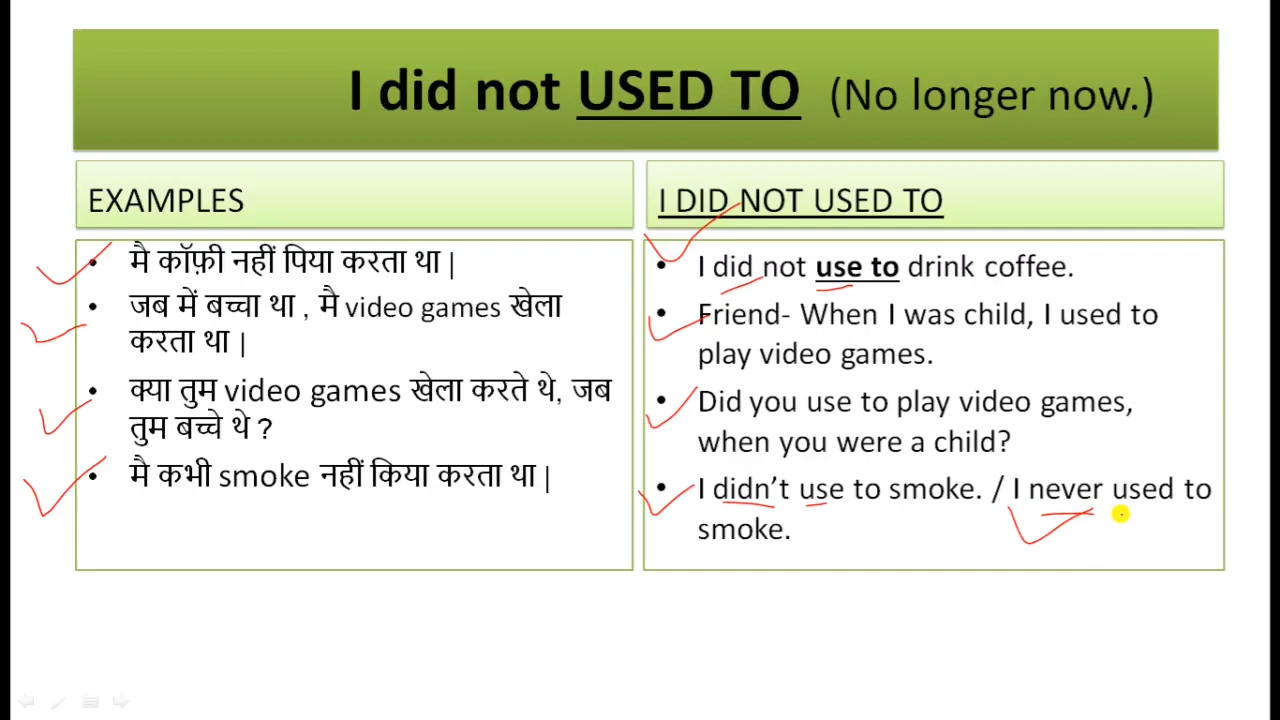 I did not USED TO (No longer now.)
EXAMPLES
• मै कॉफ़ी नहीं पिया करता था |
• जब में बच्चा था , मै video games खेला
करता था |
• क्या तुम video games खेला करते थे, जब
तुम बच्चे थे ?
• मै कभी smoke नहीं किया करता था |
I DID NOT USED TO
• I did not use to drink coffee.
• Friend- When I was child, I used to
play video games.
• Did you use to play video games,
when you were a child?
• I didn’t use to smoke. / I never used to
smoke.